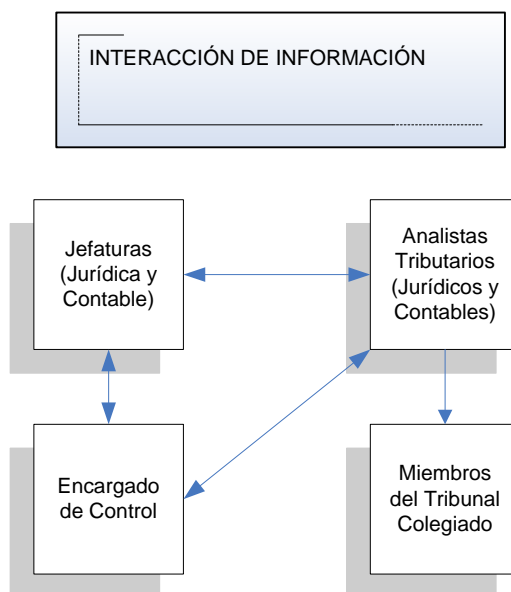 INTERACCIÓN DE INFORMACIÓN
Jefaturas
(Jurídica y
Contable)
Analistas
Tributarios
(Jurídicos y
Contables)
Encargado
de Control
Miembros
del Tribunal
Colegiado